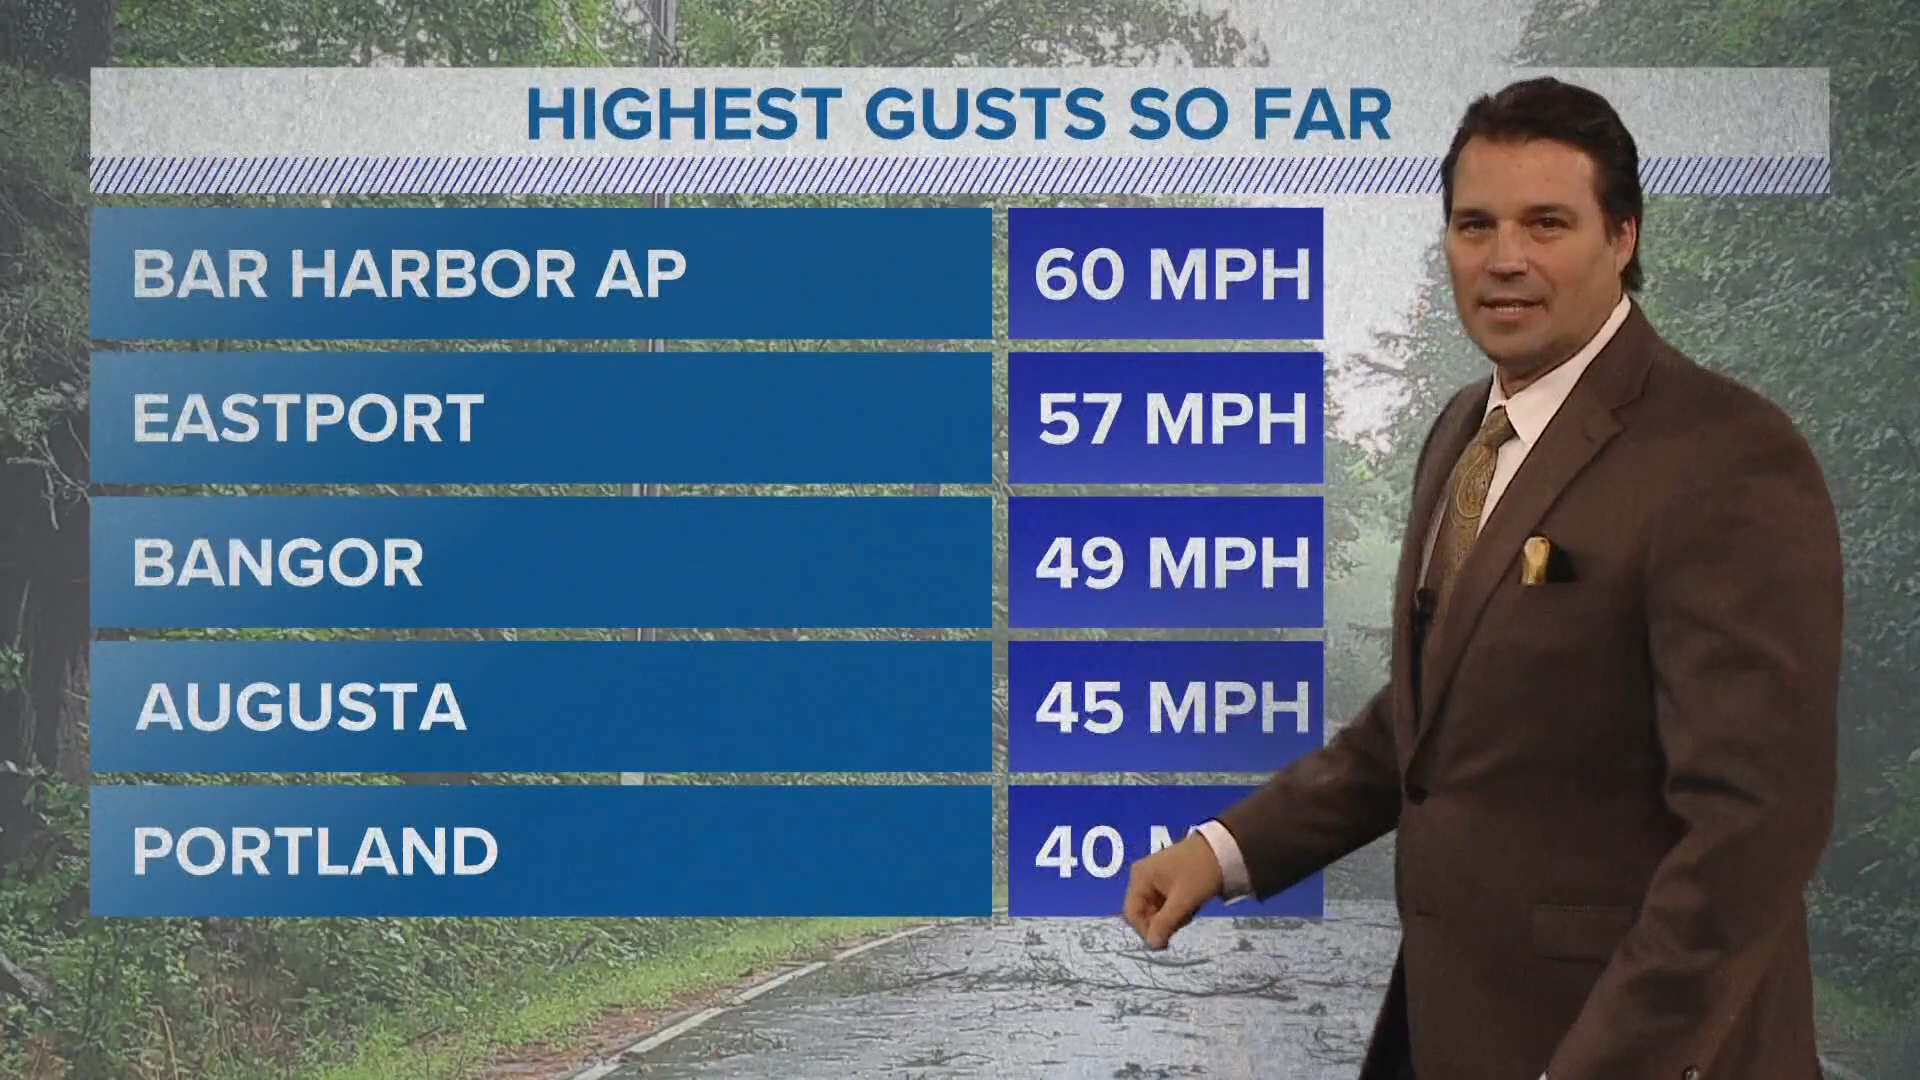 HIGHEST GUSTS SO FAR
BAR HARBOR AP 60 MPH
EASTPORT 57 MPH
BANGOR 49 MPH
AUGUSTA 45 MPH
PORTLAND 40